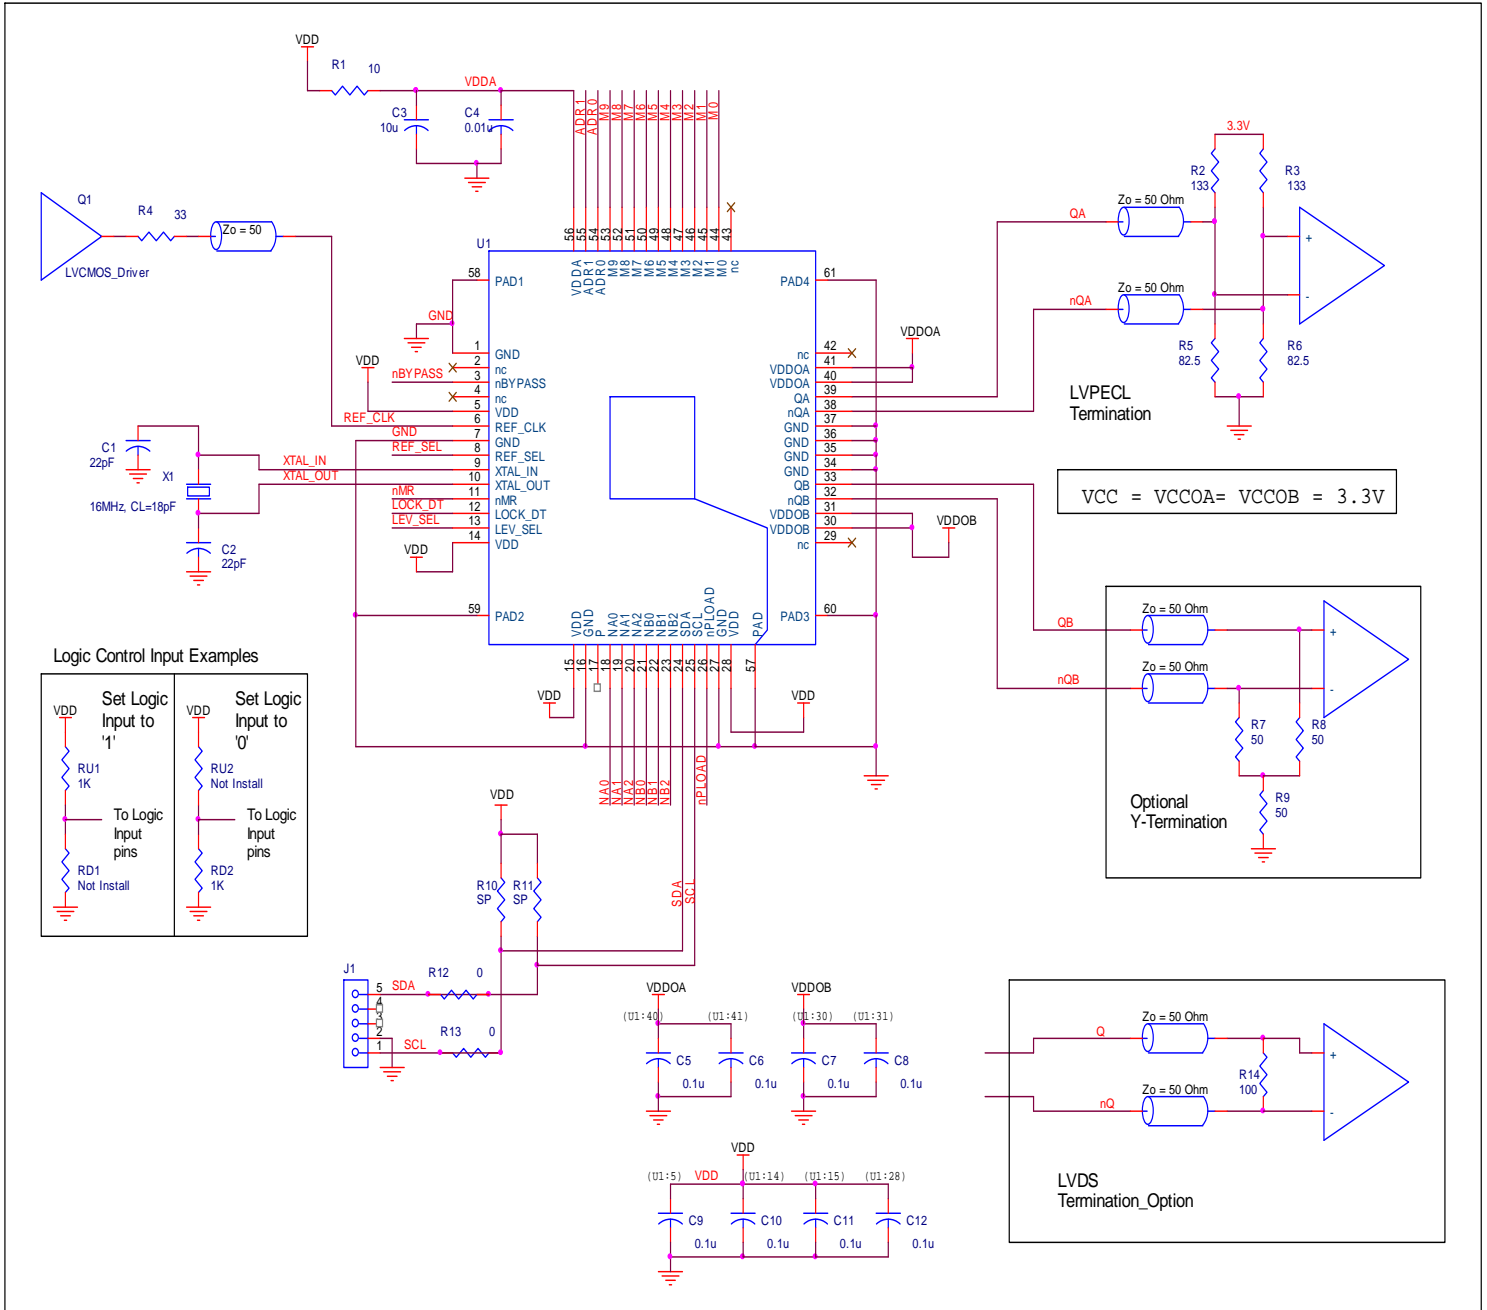 VDD
R1 10
VDDA
C3
10u
C4
0.01u
ADR1
ADR0
M9
M8
M7
M6
M5
M4
M3
M2
M1
M0
3.3V
R2
133
R3
133
Q1
R4 33
Zo = 50
LVCMOS_Driver
QA
Zo = 50 Ohm
+
-
nQA
Zo = 50 Ohm
R5
82.5
R6
82.5
LVPECL
Termination
U1
56
55
54
53
52
51
50
49
48
47
46
45
44
43
VDDA
ADR1
ADR0
M9
M8
M7
M6
M5
M4
M3
M2
M1
M0
nc
58 PAD1
PAD4 61
GND
VDD
nBYPASS
REF_CLK
GND
REF_SEL
XTAL_IN
XTAL_OUT
nMR
LOCK_DT
LEV_SEL
VDD
1 GND
2 nc
3 nBYPASS
4 nc
5 VDD
6 REF_CLK
7 GND
8 REF_SEL
9 XTAL_IN
10 XTAL_OUT
11 nMR
12 LOCK_DT
13 LEV_SEL
14 VDD
nc 42
VDDOA 41
VDDOA 40
QA 39
nQA 38
GND 37
GND 36
GND 35
GND 34
QB 33
nQB 32
VDDOB 31
VDDOB 30
nc 29
VDDOA
VDDOB
C1
22pF
X1
16MHz, CL=18pF
C2
22pF
VCC = VCCOA= VCCOB = 3.3V
59 PAD2
PAD3 60
VDD
GND
P
NA0
NA1
NA2
NB0
NB1
NB2
SDA
SCL
nPLOAD
GND
VDD
PAD
15
16
17
18
19
20
21
22
23
24
25
26
27
28
57
VDD
VDD
NA0
NA1
NA2
NB0
NB1
NB2
nPLOAD
SDA
SCL
QB
Zo = 50 Ohm
+
-
nQB
Zo = 50 Ohm
R7
50
R8
50
R9
50
Optional
Y-Termination
Logic Control Input Examples
Set Logic
Input to
'1'
VDD
RU1
1K
To Logic
Input
pins
RD1
Not Install
Set Logic
Input to
'0'
VDD
RU2
Not Install
To Logic
Input
pins
RD2
1K
VDD
R10
SP
R11
SP
J1
5
4
3
2
1
SDA
R12 0
SCL
R13 0
VDDOA
(U1:40)
(U1:41)
C5
0.1u
C6
0.1u
VDDOB
(U1:30)
(U1:31)
C7
0.1u
C8
0.1u
VDD
(U1:5)
VDD
(U1:14)
(U1:15)
(U1:28)
C9
0.1u
C10
0.1u
C11
0.1u
C12
0.1u
Q
Zo = 50 Ohm
+
-
nQ
Zo = 50 Ohm
R14
100
LVDS
Termination_Option